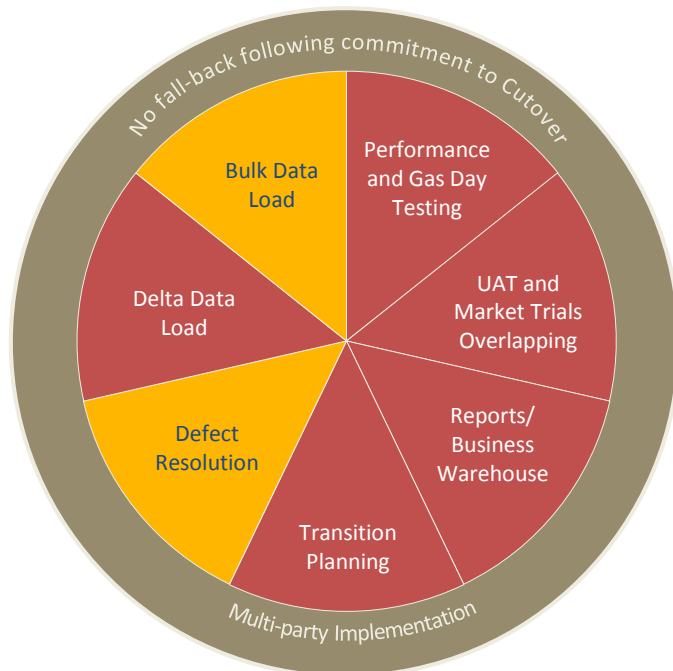 No fall-back following commitment to Cutover
Performance
and Gas Day
Testing
UAT and
Market Trials
Overlapping
Reports/
Business
Warehouse
Transition
Planning
Defect
Resolution
Delta Data
Load
Bulk Data
Load
Multi-party Implementation